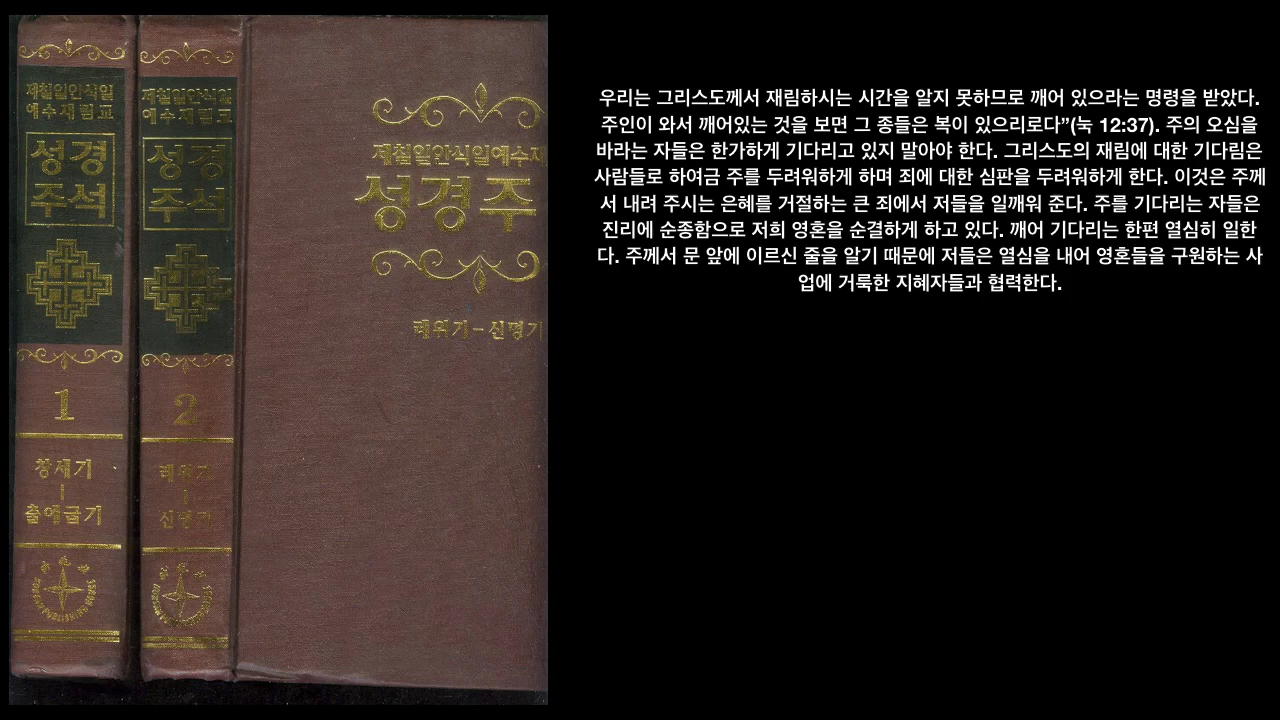 제칠일안식일
예수재림교
성경
주석
1
창세기
|
출애굽기
제칠일안식일
예수재림교
성경
주석
2
레위기
|
신명기
제칠일안식일예수재
성경주
레위기-신명기
우리는 그리스도께서 재림하시는 시간을 알지 못하므로 깨어 있으라는 명령을 받았다.
주인이 와서 깨어있는 것을 보면 그 종들은 복이 있으리로다”(눅 12:37). 주의 오심을
바라는 자들은 한가하게 기다리고 있지 말아야 한다. 그리스도의 재림에 대한 기다림은
사람들로 하여금 주를 두려워하게 하며 죄에 대한 심판을 두려워하게 한다. 이것은 주께
서 내려 주시는 은혜를 거절하는 큰 죄에서 저들을 일깨워 준다. 주를 기다리는 자들은
진리에 순종함으로 저희 영혼을 순결하게 하고 있다. 깨어 기다리는 한편 열심히 일한
다. 주께서 문 앞에 이르신 줄을 알기 때문에 저들은 열심을 내어 영혼들을 구원하는 사
업에 거룩한 지혜자들과 협력한다.